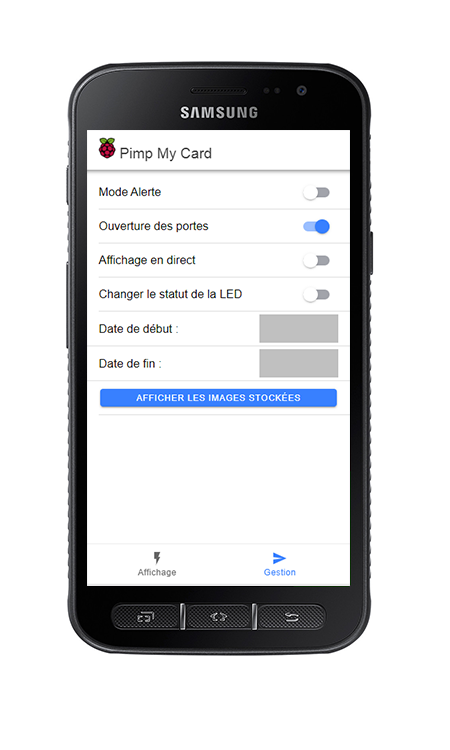 SAMSUNG
Pimp My Card
Mode Alerte
Ouverture des portes
Affichage en direct
Changer le statut de la LED
Date de début :
Date de fin :
AFFICHER LES IMAGES STOCKÉES
Affichage
Gestion